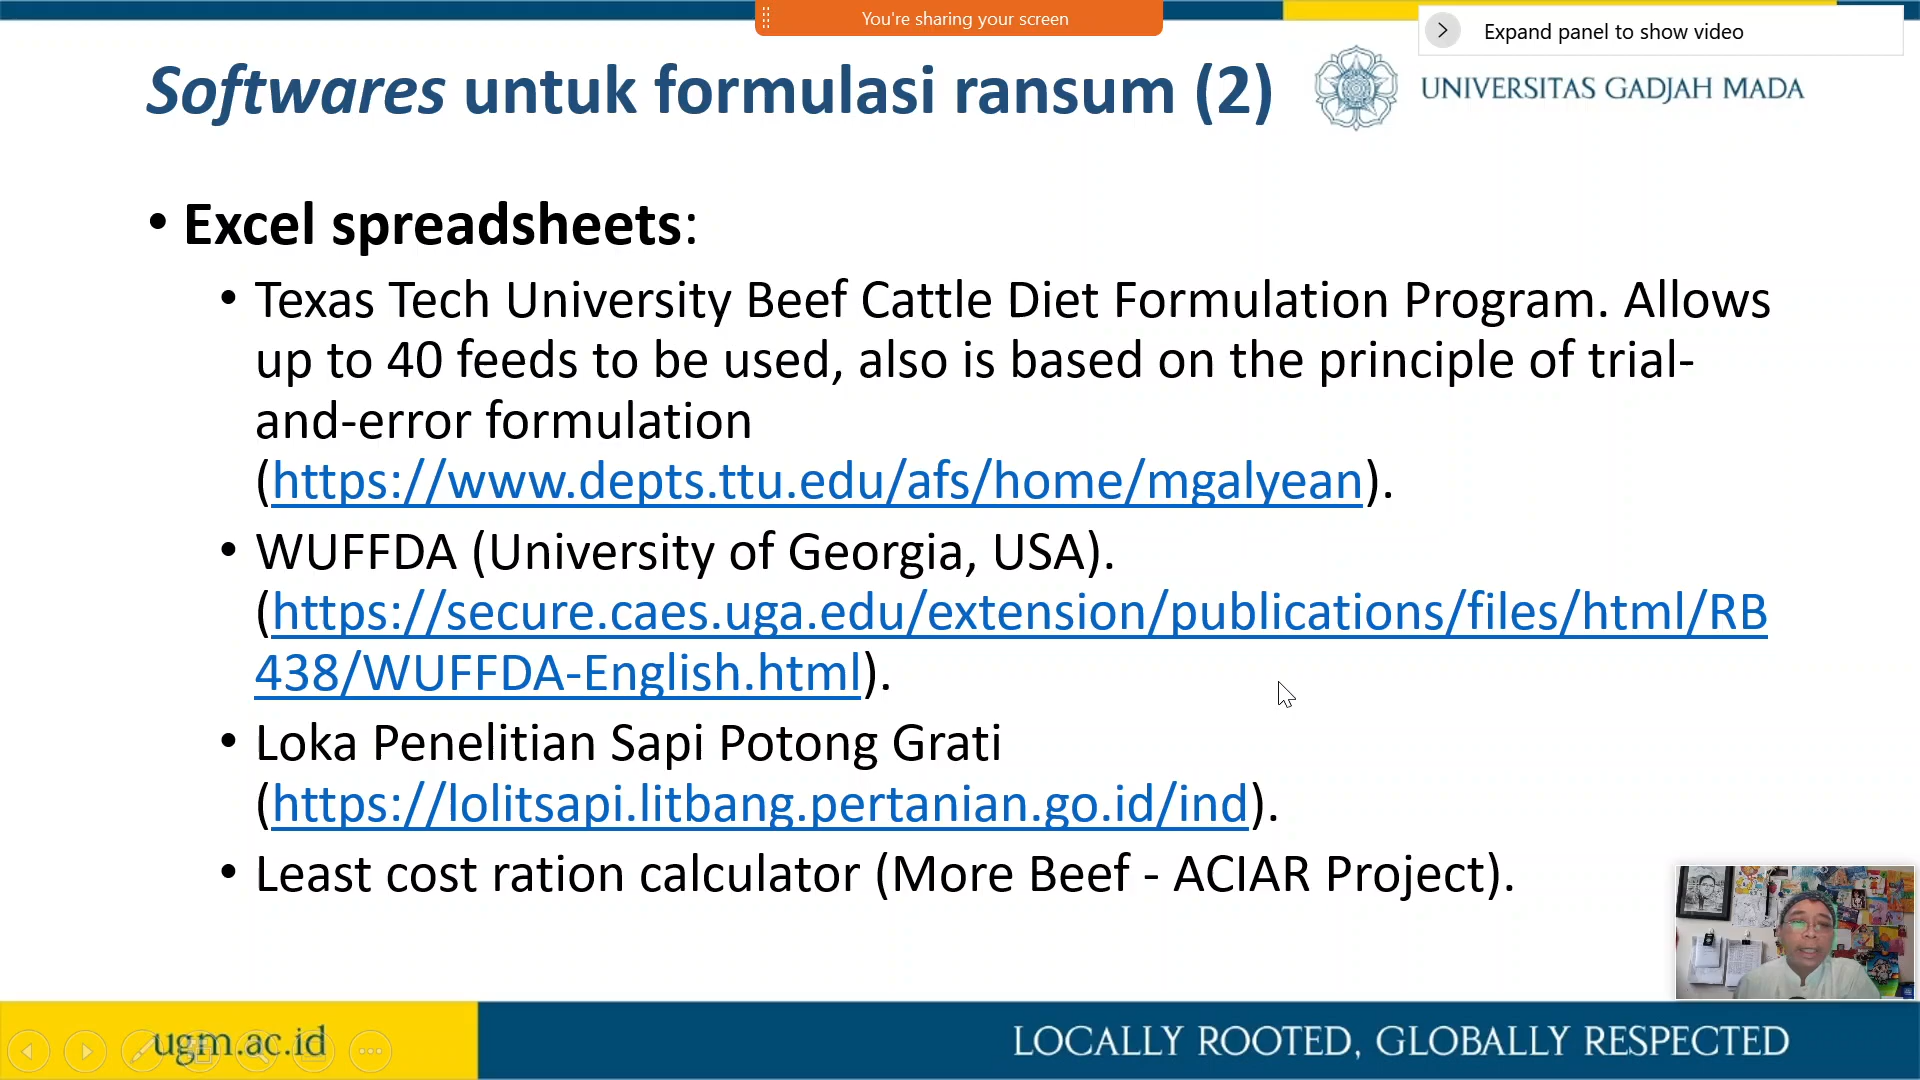 You're sharing your screen
Expand panel to show video
Softwares untuk formulasi ransum (2)
UNIVERSITAS GADJAH MADA
• Excel spreadsheets:
• Texas Tech University Beef Cattle Diet Formulation Program. Allows
up to 40 feeds to be used, also is based on the principle of trial-
and-error formulation
(https://www.depts.ttu.edu/afs/home/mgalyean).
• WUFFDA (University of Georgia, USA).
(https://secure.caes.uga.edu/extension/publications/files/html/RB
438/WUFFDA-English.html).
• Loka Penelitian Sapi Potong Grati
(https://lolitsapi.litbang.pertanian.go.id/ind).
• Least cost ration calculator (More Beef - ACIAR Project).
ugm.ac.id
LOCALLY ROOTED, GLOBALLY RESPECTED